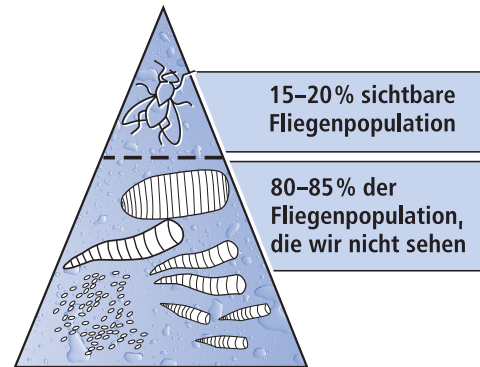 15–20% sichtbare
Fliegenpopulation
80–85% der
Fliegenpopulation,
die wir nicht sehen